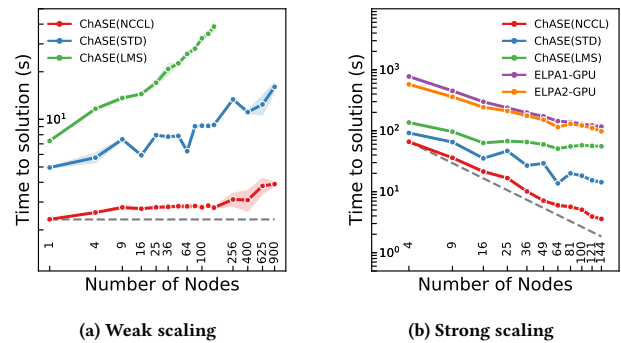 Time to solution (s)
10¹
ChASE(NCCL)
ChASE(STD)
ChASE(LMS)
1
4
9
16
25
36
64
100
256
400
625
900
Number of Nodes
(a) Weak scaling
Time to solution (s)
10³
10²
10¹
10⁰
ChASE(NCCL)
ChASE(STD)
ChASE(LMS)
ELPA1-GPU
ELPA2-GPU
4
9
16
25
36
49
64
81
100
121
144
Number of Nodes
(b) Strong scaling